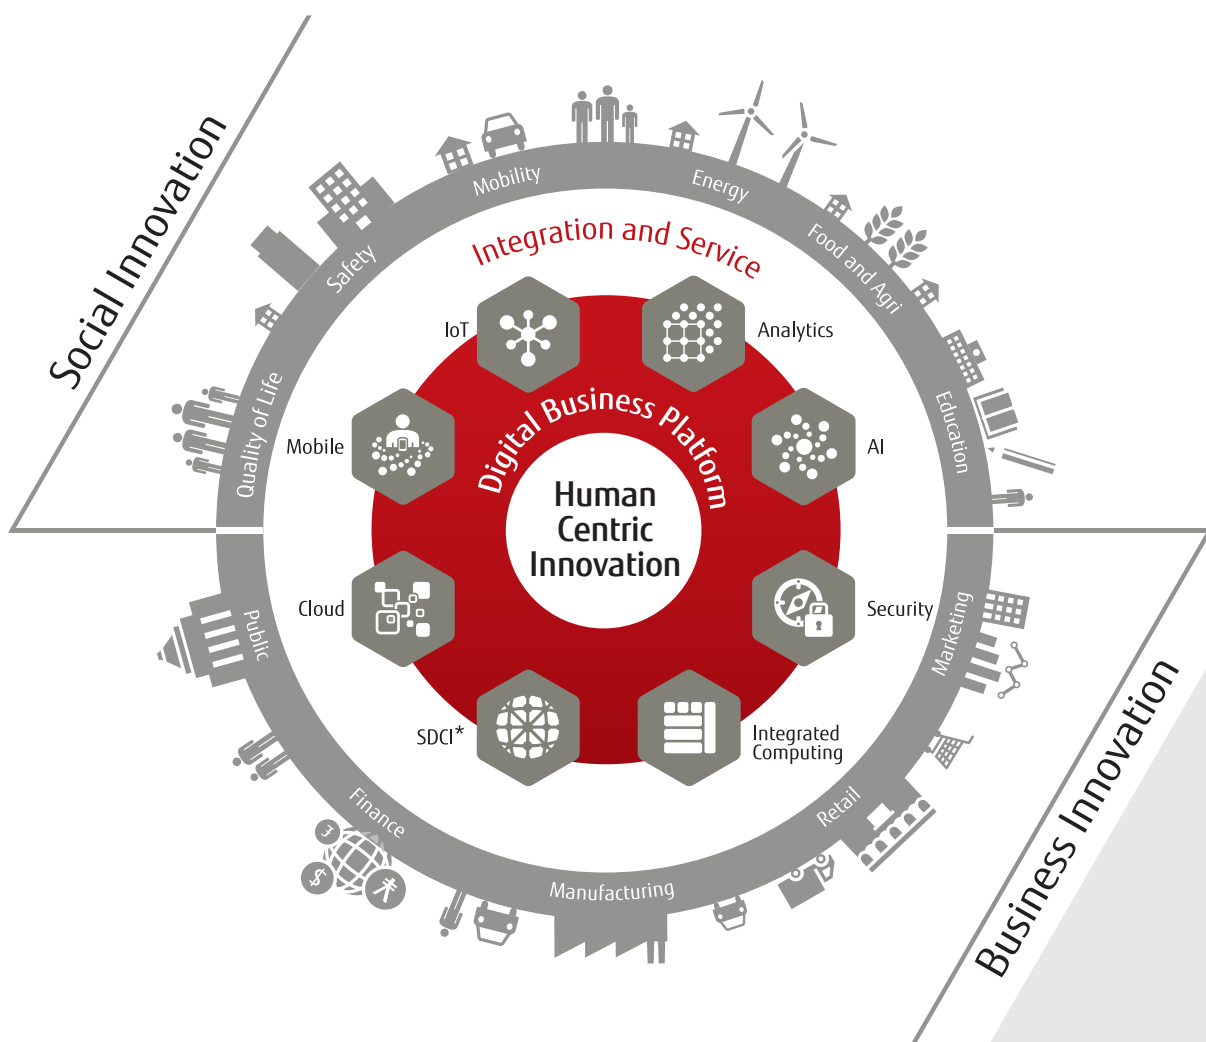 Social Innovation
Mobility
Energy
Safety
Food and Agri
Quality of Life
Education
Integration and Service
IoT
Analytics
Mobile
AI
Digital Business Platform
Human
Centric
Innovation
Cloud
Security
SDCI*
Integrated
Computing
Public
Marketing
Finance
Retail
Manufacturing
$
Business Innovation